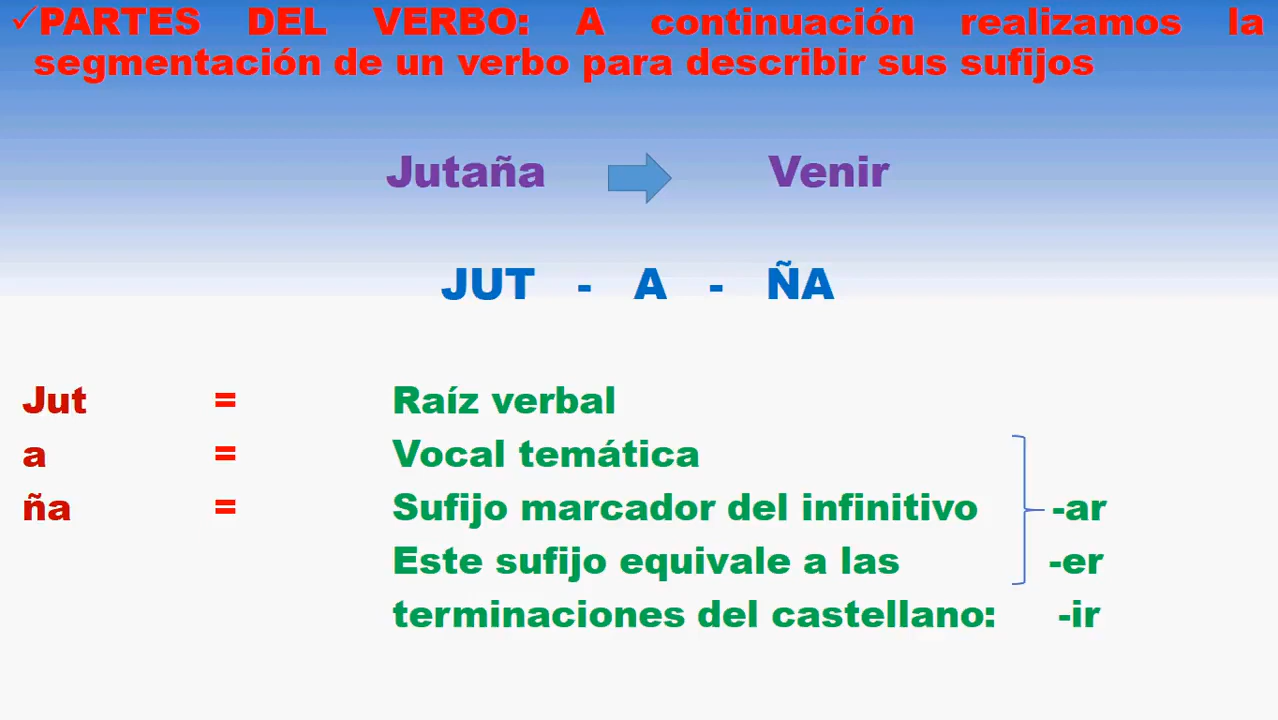 ✓PARTES DEL VERBO: A continuación realizamos la
segmentación de un verbo para describir sus sufijos
Jutaña Venir
JUT - A - ÑA
Jut = Raíz verbal
a = Vocal temática
ña = Sufijo marcador del infinitivo -ar
Este sufijo equivale a las -er
terminaciones del castellano: -ir